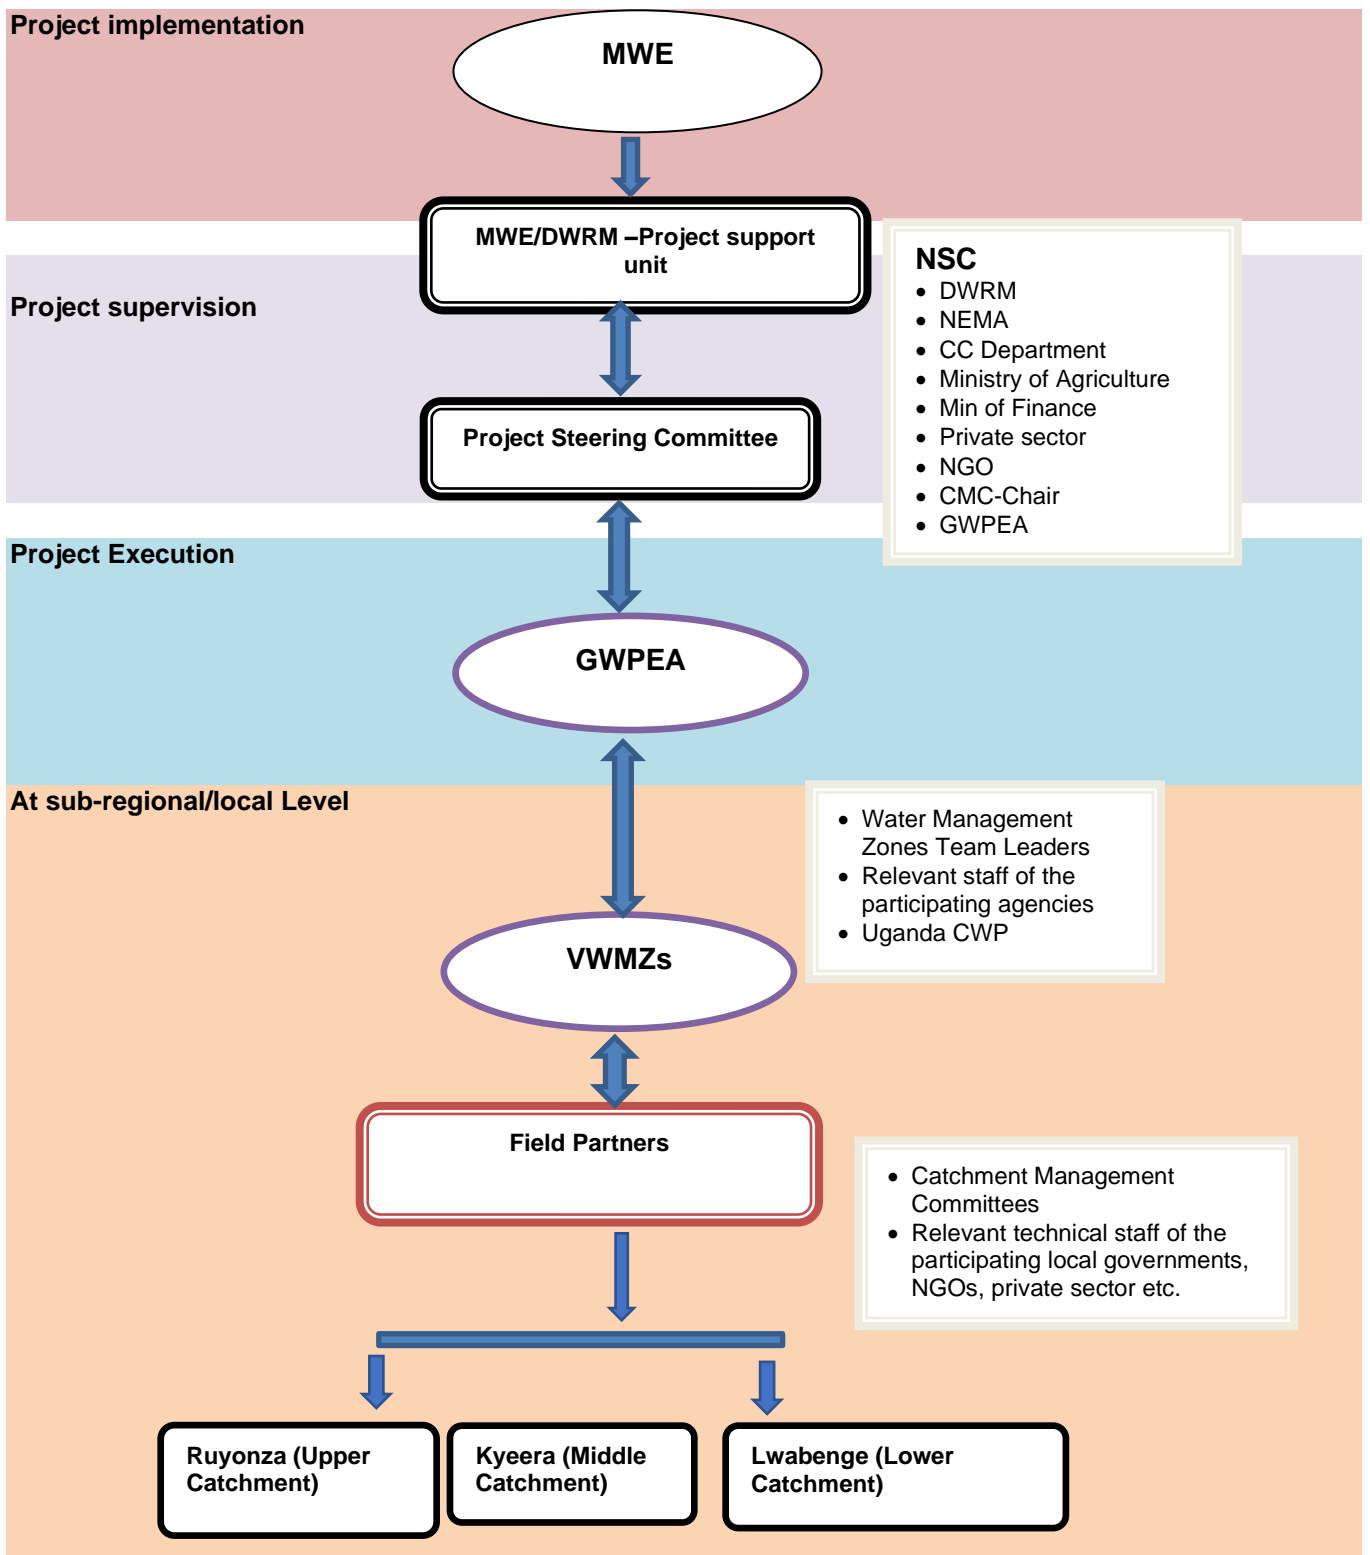 Project implementation
MWE
MWE/DWRM –Project support
unit
NSC
• DWRM
• NEMA
• CC Department
• Ministry of Agriculture
• Min of Finance
• Private sector
• NGO
• CMC-Chair
• GWPEA
Project supervision
Project Steering Committee
Project Execution
GWPEA
At sub-regional/local Level
• Water Management
Zones Team Leaders
• Relevant staff of the
participating agencies
• Uganda CWP
VWMZs
Field Partners
• Catchment Management
Committees
• Relevant technical staff of the
participating local governments,
NGOs, private sector etc.
Ruyonza (Upper
Catchment)
Kyeera (Middle
Catchment)
Lwabenge (Lower
Catchment)